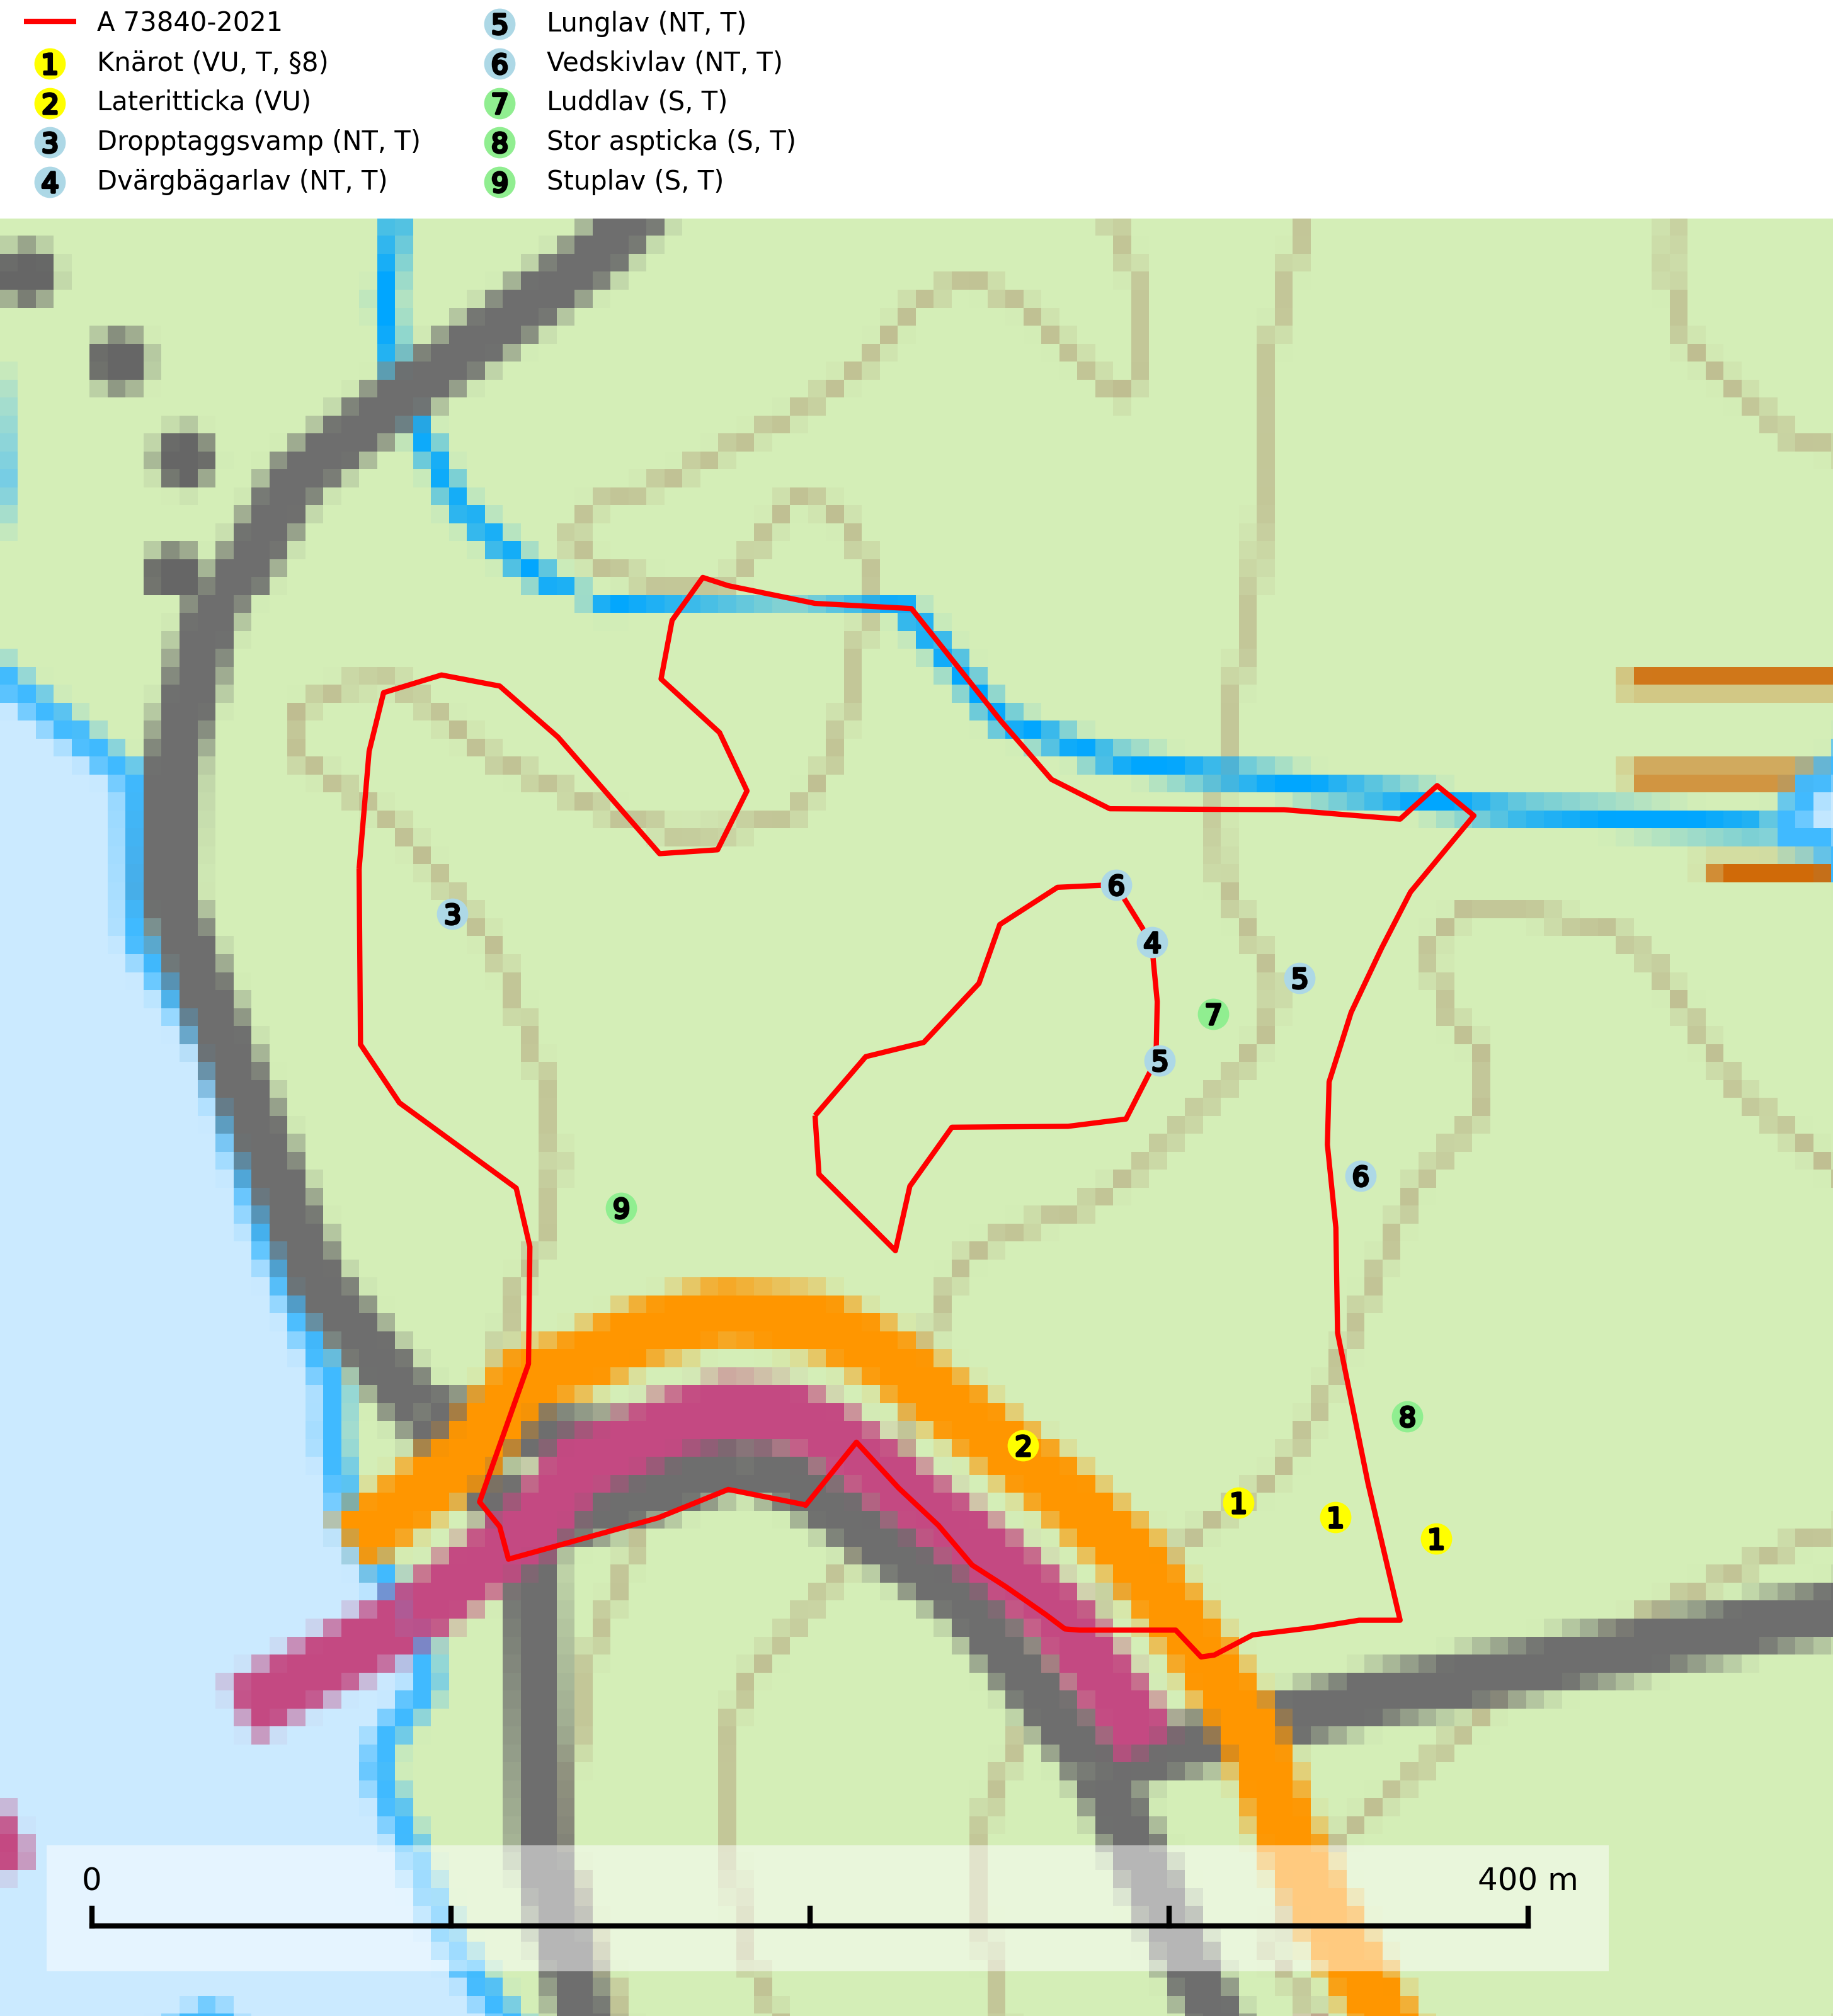 A 73840-2021
1 Knärot (VU, T, §8)
2 Lateritticka (VU)
3 Dropptaggsvamp (NT, T)
4 Dvärgbägarlav (NT, T)
5 Lunglav (NT, T)
6 Vedskivlav (NT, T)
7 Luddlav (S, T)
8 Stor aspticka (S, T)
9 Stuplav (S, T)
6
3
4
5
7
5
6
9
8
2
1
1
1
0 400 m